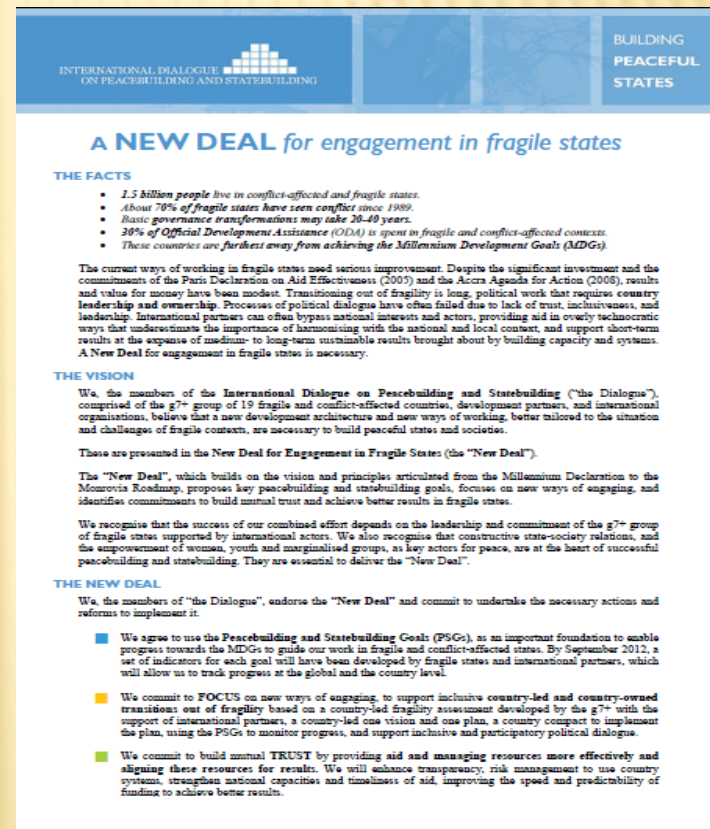 INTERNATIONAL DIALOGUE
ON PEACEBUILDING AND STATEBUILDING
BUILDING
PEACEFUL
STATES
A NEW DEAL for engagement in fragile states
THE FACTS
• 1.5 billion people live in conflict-affected and fragile states.
• About 70% of fragile states have seen conflict since 1989.
• Basic governance transformations may take 20-40 years.
• 30% of Official Development Assistance (ODA) is spent in fragile and conflict-affected contexts.
• These countries are furthest away from achieving the Millennium Development Goals (MDGs).
The current ways of working in fragile states need serious improvement. Despite the significant investment and the
commitments of the Paris Declaration on Aid Effectiveness (2005) and the Accra Agenda for Action (2008), results
and value for money have been modest. Transitioning out of fragility is long, political work that requires country
leadership and ownership. Processes of political dialogue have often failed due to lack of trust, inclusiveness, and
leadership. International partners can often bypass national interests and actors, providing aid in overly technocratic
ways that underestimate the importance of harmonising with the national and local context, and support short-term
results at the expense of medium- to long-term sustainable results brought about by building capacity and systems.
A New Deal for engagement in fragile states is necessary.
THE VISION
We, the members of the International Dialogue on Peacebuilding and Statebuilding (“the Dialogue”),
comprised of the g7+ group of 19 fragile and conflict-affected countries, development partners, and international
organisations, believe that a new development architecture and new ways of working, better tailored to the situation
and challenges of fragile contexts, are necessary to build peaceful states and societies.
These are presented in the New Deal for Engagement in Fragile States (the “New Deal”).
The “New Deal”, which builds on the vision and principles articulated from the Millennium Declaration to the
Monrovia Roadmap, proposes key peacebuilding and statebuilding goals, focuses on new ways of engaging, and
identifies commitments to build mutual trust and achieve better results in fragile states.
We recognise that the success of our combined effort depends on the leadership and commitment of the g7+ group
of fragile states supported by international actors. We also recognise that constructive state-society relations, and
the empowerment of women, youth and marginalised groups, as key actors for peace, are at the heart of successful
peacebuilding and statebuilding. They are essential to deliver the “New Deal”.
THE NEW DEAL
We, the members of “the Dialogue”, endorse the “New Deal” and commit to undertake the necessary actions and
reforms to implement it.
We agree to use the Peacebuilding and Statebuilding Goals (PSGs), as an important foundation to enable
progress towards the MDGs to guide our work in fragile and conflict-affected states. By September 2012, a
set of indicators for each goal will have been developed by fragile states and international partners, which
will allow us to track progress at the global and the country level.
We commit to FOCUS on new ways of engaging, to support inclusive country-led and country-owned
transitions out of fragility based on a country-led fragility assessment developed by the g7+ with the
support of international partners, a country-led one vision and one plan, a country compact to implement
the plan, using the PSGs to monitor progress, and support inclusive and participatory political dialogue.
We commit to build mutual TRUST by providing aid and managing resources more effectively and
aligning these resources for results. We will enhance transparency, risk management to use country
systems, strengthen national capacities and timeliness of aid, improving the speed and predictability of
funding to achieve better results.